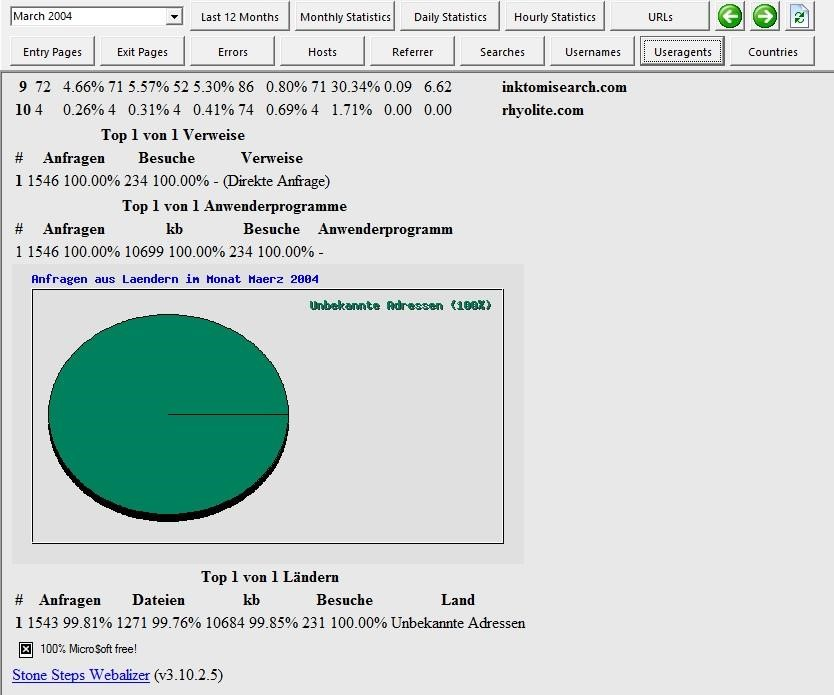 March 2004
Last 12 Months
Monthly Statistics
Daily Statistics
Hourly Statistics
URLs
Entry Pages
Exit Pages
Errors
Hosts
Referrer
Searches
Usernames
Useragents
Countries
9 72 4.66% 71 5.57% 52 5.30% 86 0.80% 71 30.34% 0.09 6.62 inktomisearch.com
10 4 0.26% 4 0.31% 4 0.41% 74 0.69% 4 1.71% 0.00 0.00 rhyolite.com
Top 1 von 1 Verweise
# Anfragen Besuche Verweise
1 1546 100.00% 234 100.00% - (Direkte Anfrage)
Top 1 von 1 Anwenderprogramme
# Anfragen kb Besuche Anwenderprogramm
1 1546 100.00% 10699 100.00% 234 100.00% -
Anfragen aus Laendern im Monat Maerz 2004
Unbekannte Adressen (100%)
Top 1 von 1 Ländern
# Anfragen Dateien kb Besuche Land
1 1543 99.81% 1271 99.76% 10684 99.85% 231 100.00% Unbekannte Adressen
100% Micro$oft free!
Stone Steps Webalizer (v3.10.2.5)